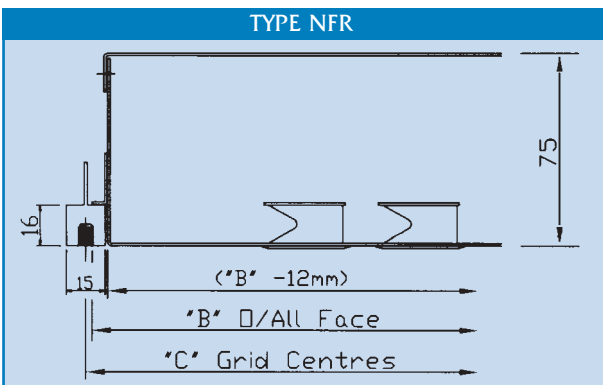 TYPE NFR
75
16
15
("B" -12mm)
"B" O/All Face
"C" Grid Centres